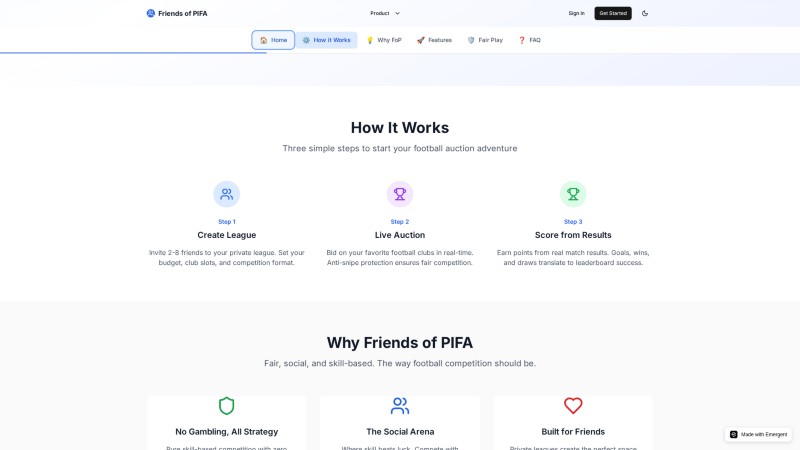 Friends of PIFA
Product
Sign In
Get Started
Home
How It Works
Why FoP
Features
Fair Play
FAQ
How It Works
Three simple steps to start your football auction adventure
Step 1
Create League
Invite 2-8 friends to your private league. Set your
budget, club slots, and competition format.
Step 2
Live Auction
Bid on your favorite football clubs in real-time.
Anti-snipe protection ensures fair competition.
Step 3
Score from Results
Earn points from real match results. Goals, wins,
and draws translate to leaderboard success.
Why Friends of PIFA
Fair, social, and skill-based. The way football competition should be.
No Gambling, All Strategy
Pure skill-based competition with zero
The Social Arena
Where skill beats luck. Compete with
Built for Friends
Private leagues create the perfect space
Made with Emergent